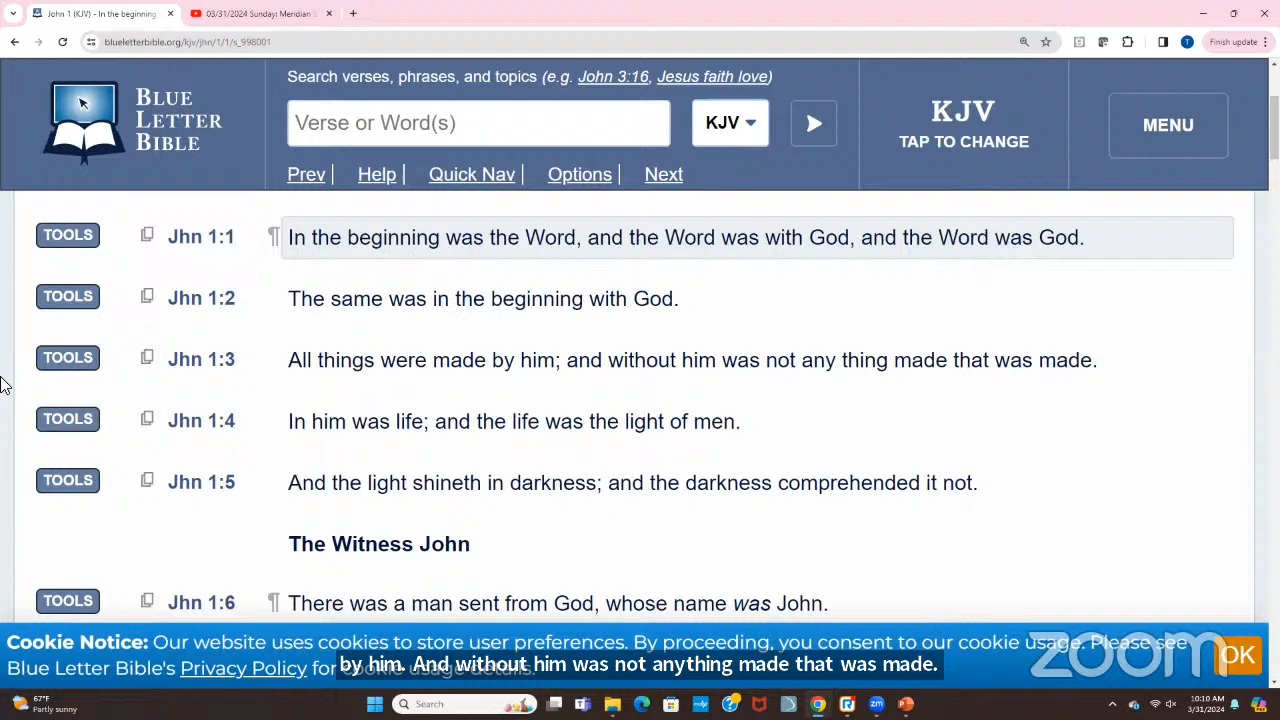 John 1 (KJV) - In the beginning
03/31/2024 Sunday: Meridian S
blueletterbible.org/kjv/jhn/1/1/s_998001
Finish update
T
BLUE
LETTER
BIBLE
Search verses, phrases, and topics (e.g. John 3:16, Jesus faith love)
Verse or Word(s)
KJV
KJV
TAP TO CHANGE
MENU
Prev | Help | Quick Nav | Options | Next
TOOLS Jhn 1:1 ¶ In the beginning was the Word, and the Word was with God, and the Word was God.
TOOLS Jhn 1:2 The same was in the beginning with God.
TOOLS Jhn 1:3 All things were made by him; and without him was not any thing made that was made.
TOOLS Jhn 1:4 In him was life; and the life was the light of men.
TOOLS Jhn 1:5 And the light shineth in darkness; and the darkness comprehended it not.
The Witness John
TOOLS Jhn 1:6 ¶ There was a man sent from God, whose name was John.
Cookie Notice: Our website uses cookies to store user preferences. By proceeding, you consent to our cookie usage. Please see
Blue Letter Bible's Privacy Policy for cookie usage details.
OK
by him. And without him was not anything made that was made.
zoom
67°F
Partly sunny
Search
10:10 AM
3/31/2024